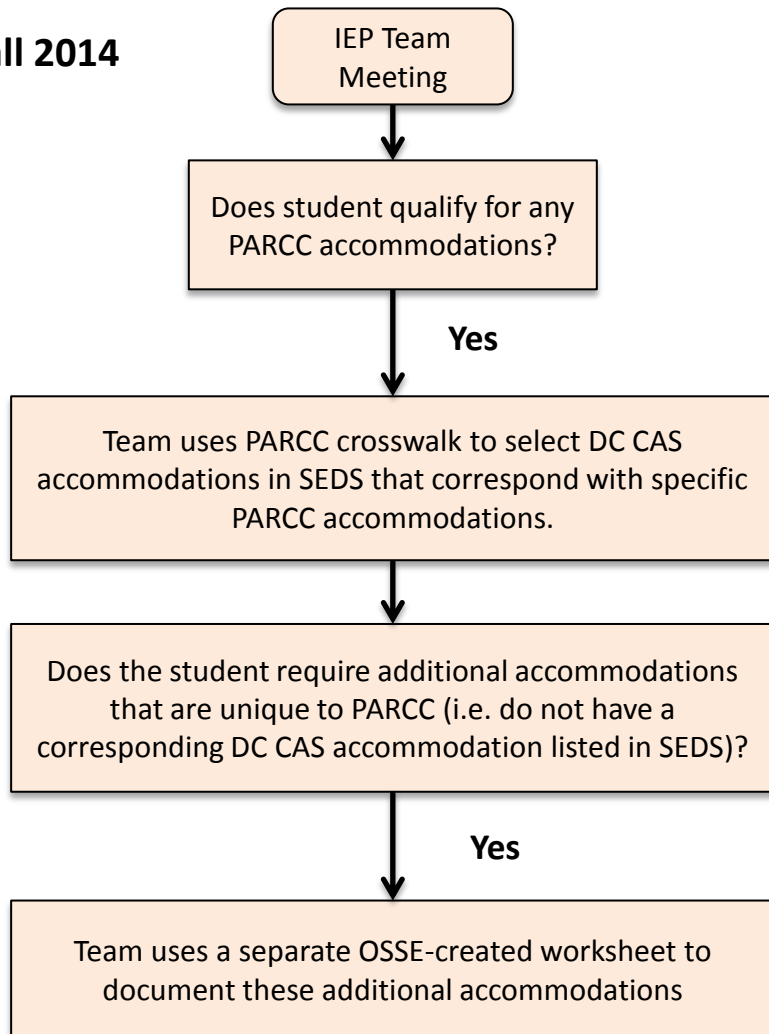 2014
IEP Team
Meeting
Does student qualify for any
PARCC accommodations?
Yes
Team uses PARCC crosswalk to select DC CAS
accommodations in SEDS that correspond with specific
PARCC accommodations.
Does the student require additional accommodations
that are unique to PARCC (i.e. do not have a
corresponding DC CAS accommodation listed in SEDS)?
Yes
Team uses a separate OSSE-created worksheet to
document these additional accommodations